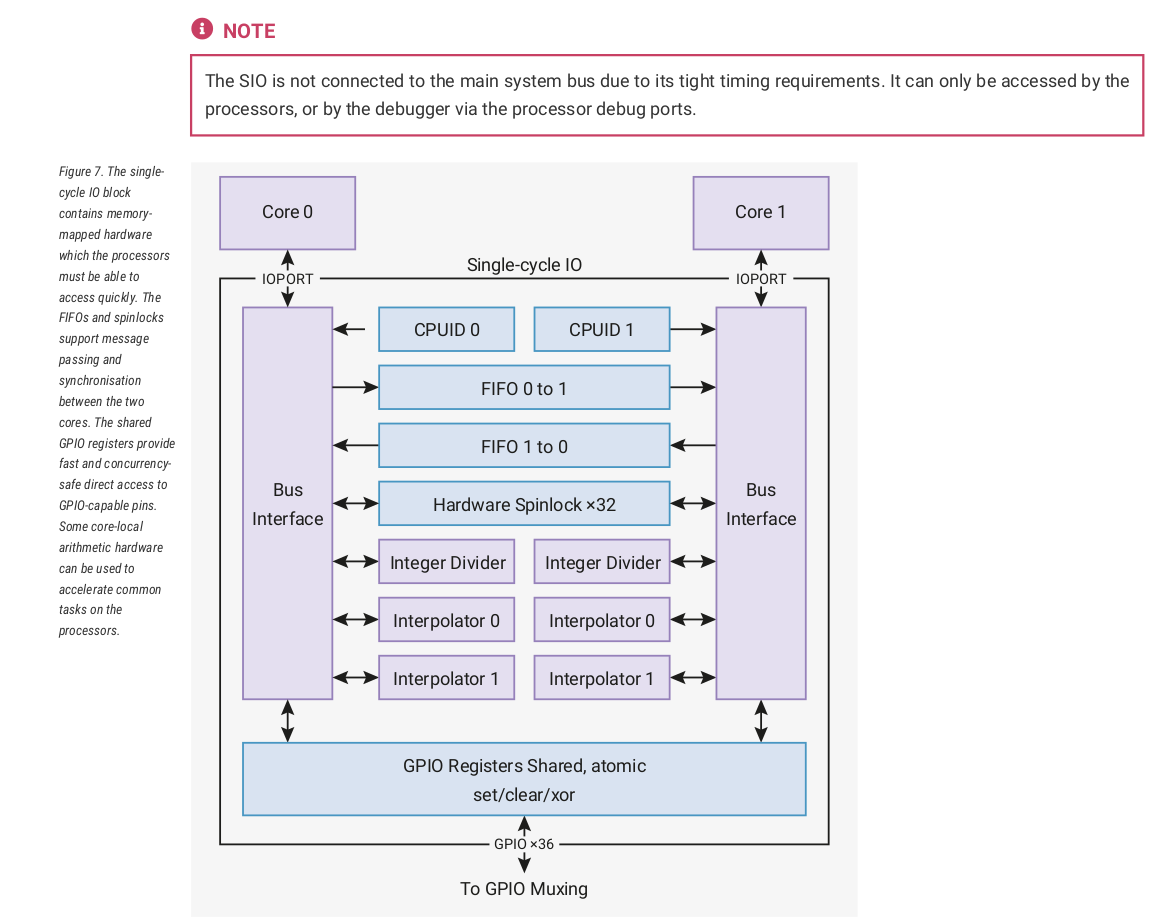 NOTE
The SIO is not connected to the main system bus due to its tight timing requirements. It can only be accessed by the
processors, or by the debugger via the processor debug ports.
Figure 7. The single-
cycle IO block
contains memory-
mapped hardware
which the processors
must be able to
access quickly. The
FIFOs and spinlocks
support message
passing and
synchronisation
between the two
cores. The shared
GPIO registers provide
fast and concurrency-
safe direct access to
GPIO-capable pins.
Some core-local
arithmetic hardware
can be used to
accelerate common
tasks on the
processors.
Core 0
Core 1
Single-cycle IO
IOPORT
IOPORT
CPUID 0
CPUID 1
FIFO 0 to 1
FIFO 1 to 0
Bus
Interface
Hardware Spinlock ×32
Bus
Interface
Integer Divider
Integer Divider
Interpolator 0
Interpolator 0
Interpolator 1
Interpolator 1
GPIO Registers Shared, atomic
set/clear/xor
GPIO ×36
To GPIO Muxing